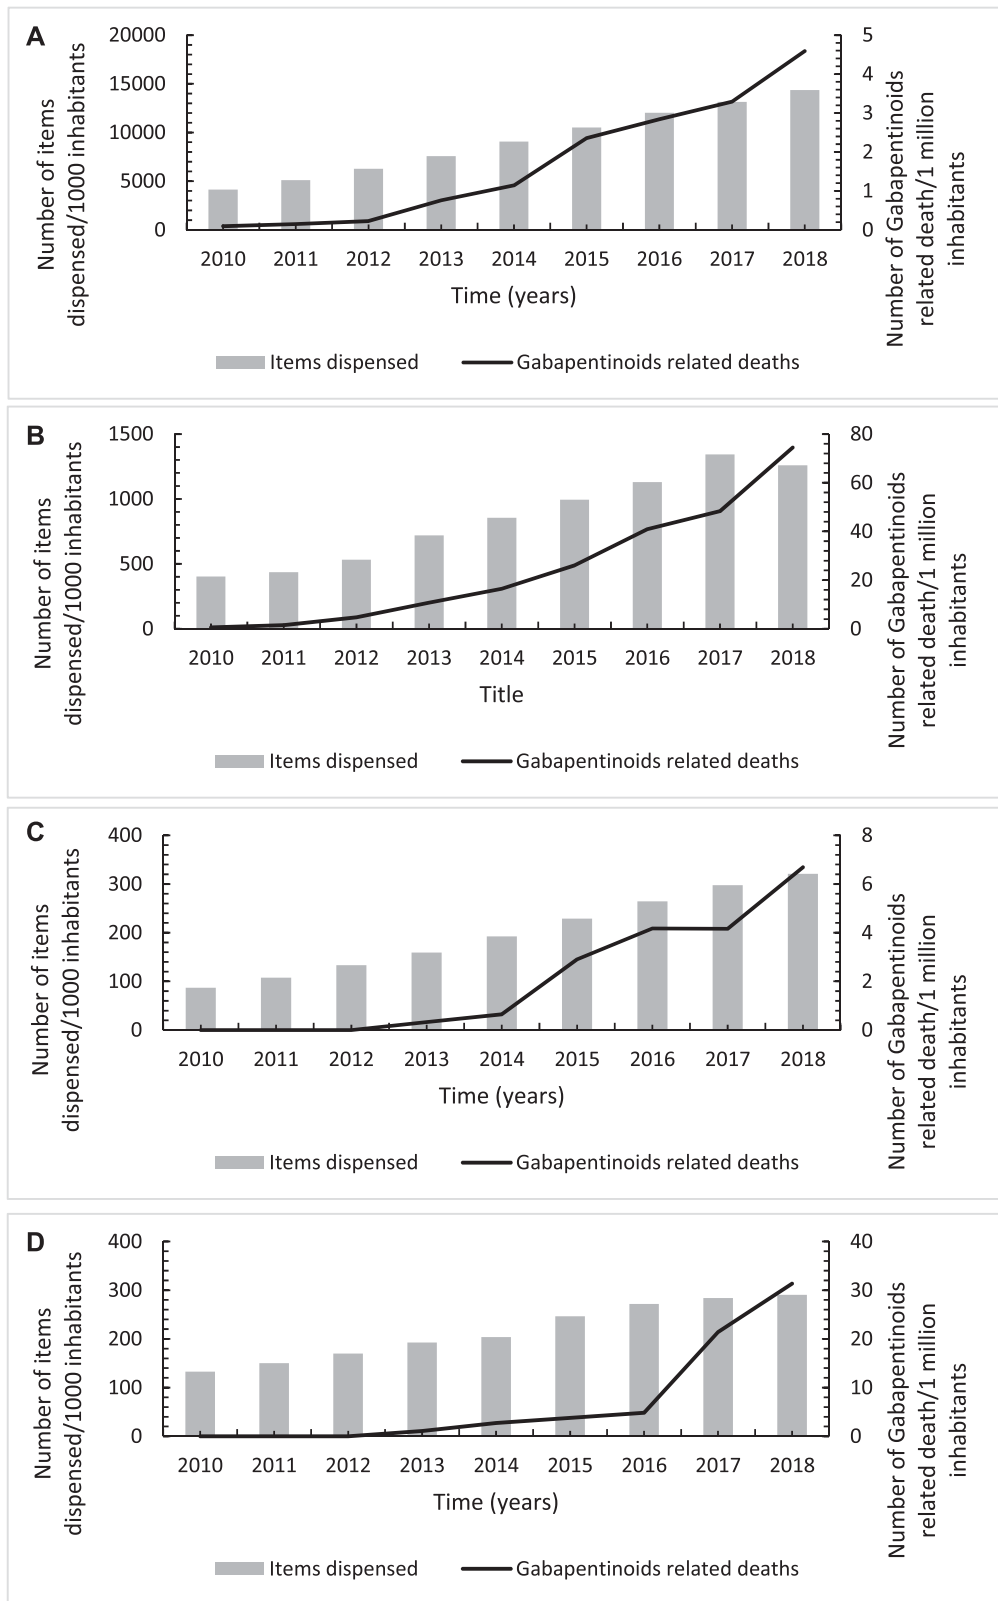 A
Number of items
dispensed/1000 inhabitants
20000
15000
10000
5000
0
5
4
3
2
1
0
Number of Gabapentinoids
related death/1 million
inhabitants
2010 2011 2012 2013 2014 2015 2016 2017 2018
Time (years)
Items dispensed Gabapentinoids related deaths
B
Number of items
dispensed/1000 inhabitants
1500
1000
500
0
80
60
40
20
0
Number of Gabapentinoids
related death/1 million
inhabitants
2010 2011 2012 2013 2014 2015 2016 2017 2018
Title
Items dispensed Gabapentinoids related deaths
C
Number of items
dispensed/1000 inhabitants
400
300
200
100
0
8
6
4
2
0
Number of Gabapentinoids
related death/1 million
inhabitants
2010 2011 2012 2013 2014 2015 2016 2017 2018
Time (years)
Items dispensed Gabapentinoids related deaths
D
Number of items
dispensed/1000 inhabitants
400
300
200
100
0
40
30
20
10
0
Number of Gabapentinoids
related death/1 million
inhabitants
2010 2011 2012 2013 2014 2015 2016 2017 2018
Time (years)
Items dispensed Gabapentinoids related deaths